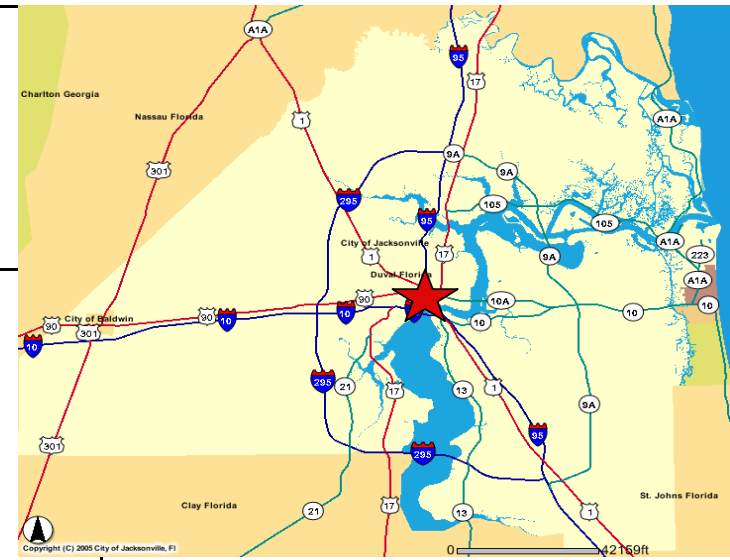 A1A
95
17
Charlton Georgia
Nassau Florida
1
A1A
9A
301
9A
295
105
95
105
City of Jacksonville
A1A
17
1
9A
223
Duval Florida
A1A
90
10A
10
90
10
City of Baldwin
90
10
10
10
301
10
295
21
17
13
1
9A
95
301
295
St. Johns Florida
Clay Florida
17
21
13
1
Copyright (C) 2005 City of Jacksonville, Fl
0
42159ft